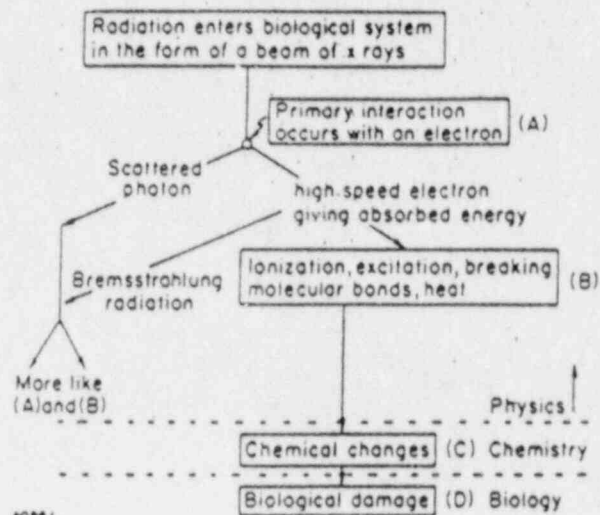 Radiation enters biological system
in the form of a beam of x rays
Primary interaction
occurs with an electron
(A)
Scattered
photon
high-speed electron
giving absorbed energy
Bremsstrahlung
radiation
Ionization, excitation, breaking
molecular bonds, heat
(B)
More like
(A) and (B)
Physics
Chemical changes
(C) Chemistry
Biological damage
(D) Biology